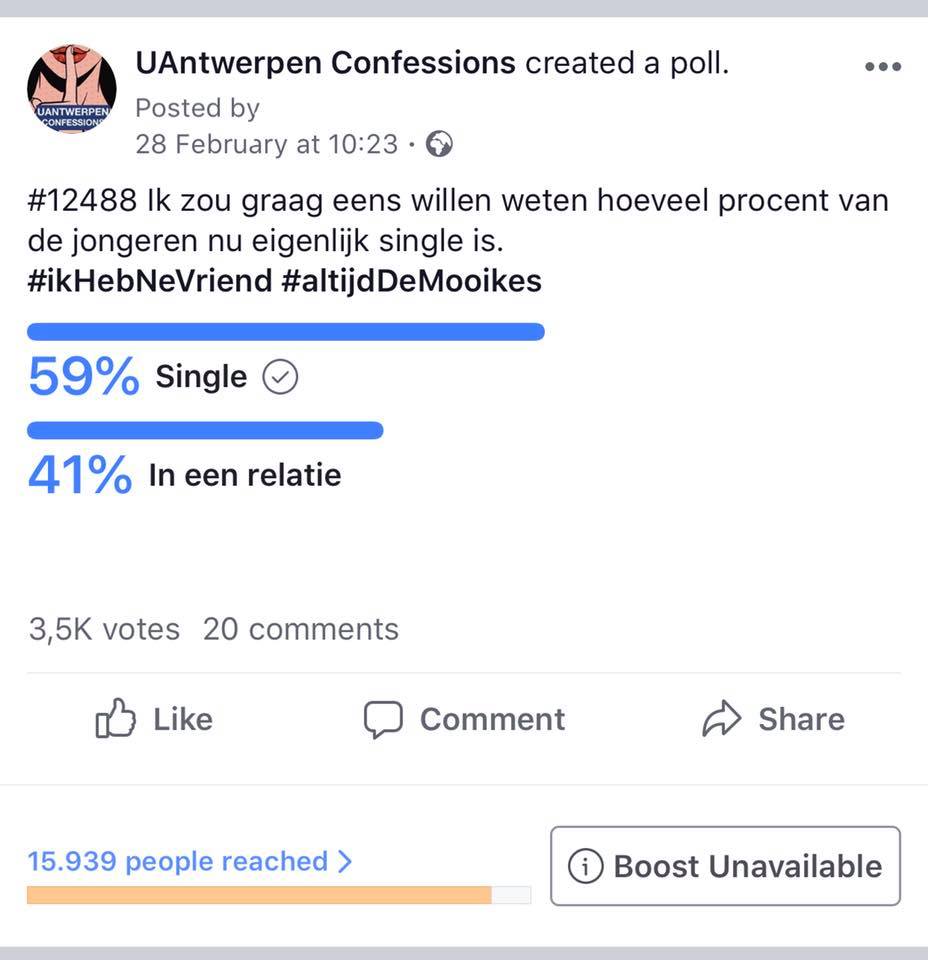 UAntwerpen Confessions created a poll.
Posted by
28 February at 10:23 ·
UANTWERPEN
CONFESSIONS
#12488 Ik zou graag eens willen weten hoeveel procent van
de jongeren nu eigenlijk single is.
#ikHebNeVriend #altijdDeMooikes
59% Single
41% In een relatie
3,5K votes 20 comments
Like Comment Share
15.939 people reached
Boost Unavailable